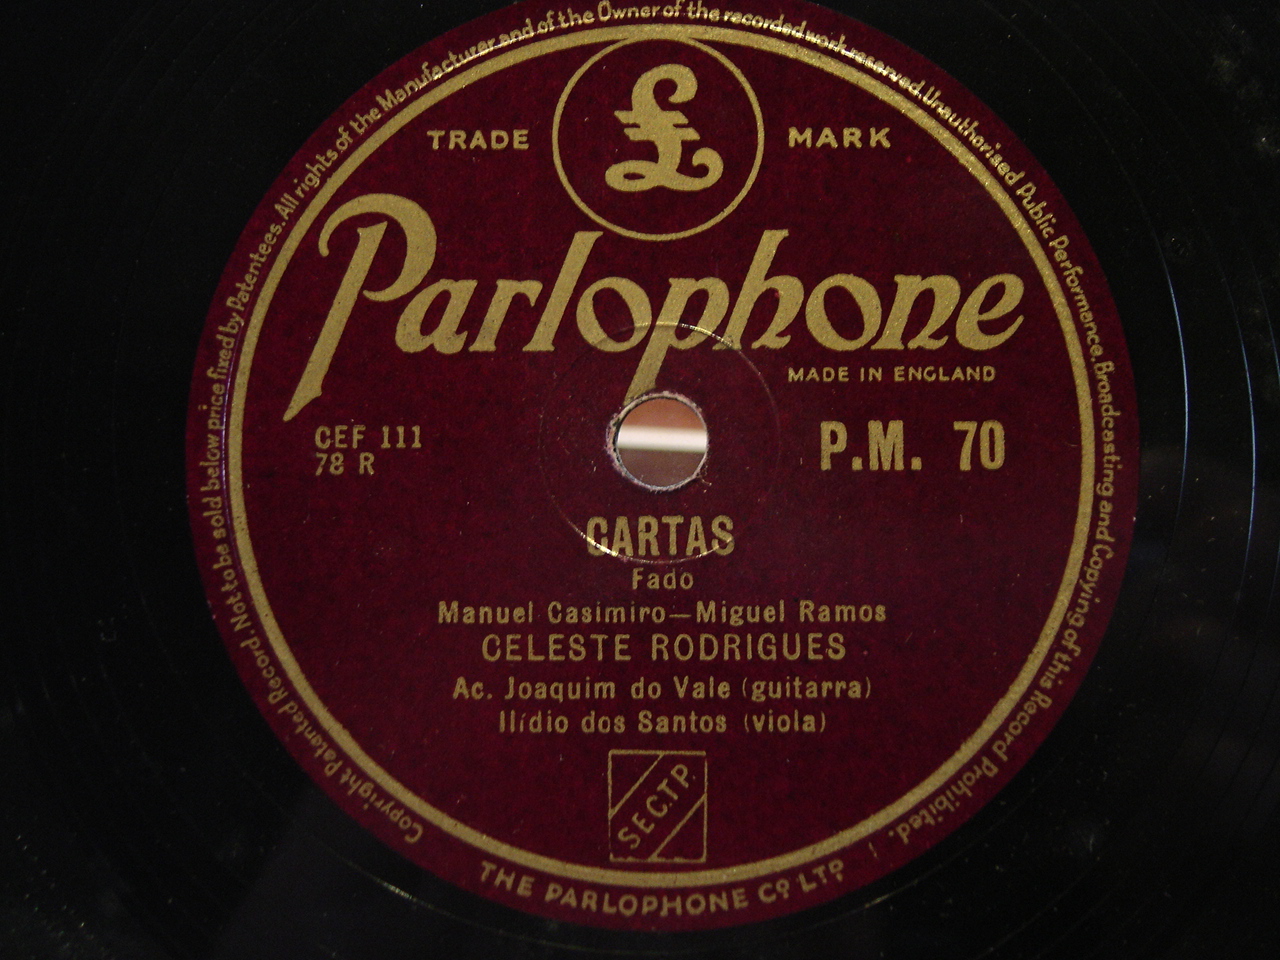 Copyright Patented Record. Not to be sold below price fixed by Patentees. All rights of the Manufacturer and of the Owner of the recorded work reserved. Unauthorised Public Performance. Broadcasting and Copying of this Record Prohibited.
TRADE £ MARK
Parlophone
MADE IN ENGLAND
CEF 111
78 R
P.M. 70
CARTAS
Fado
Manuel Casimiro—Miguel Ramos
CELESTE RODRIGUES
Ac. Joaquim do Vale (guitarra)
Ilídio dos Santos (viola)
S.E.C.T.P.
THE PARLOPHONE Co LTD